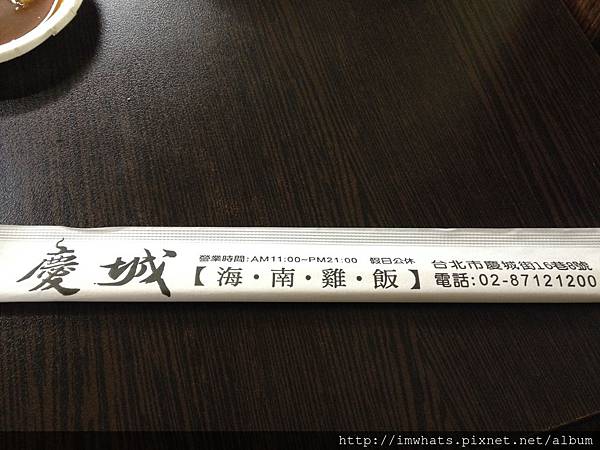 慶城
營業時間:AM11:00~PM21:00 假日公休
【海・南・雞・飯】
台北市慶城街16巷8號
電話:02-87121200
http://imwhats.pixnet.net/album